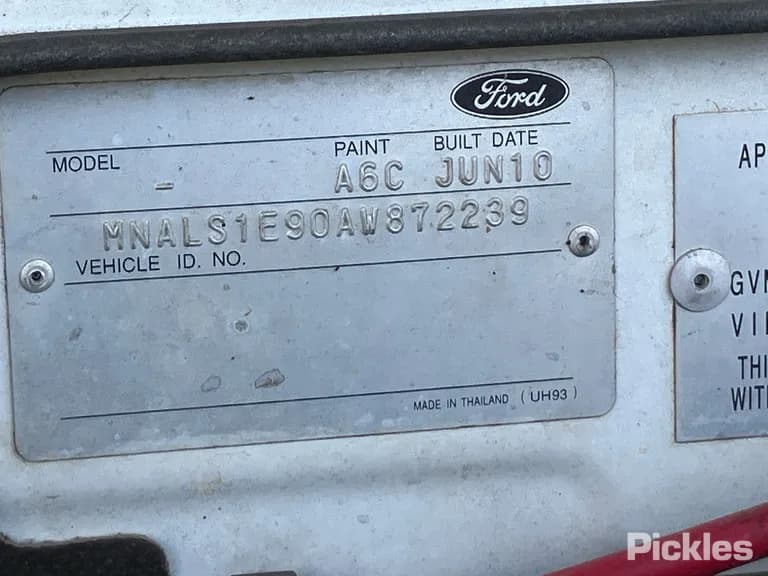 Ford
MODEL PAINT BUILT DATE
- A6C JUN10
MNALS1E90AW872239
VEHICLE ID. NO.
MADE IN THAILAND ( UH93 )
AP
GVM
VI
THI
WIT
Pickles